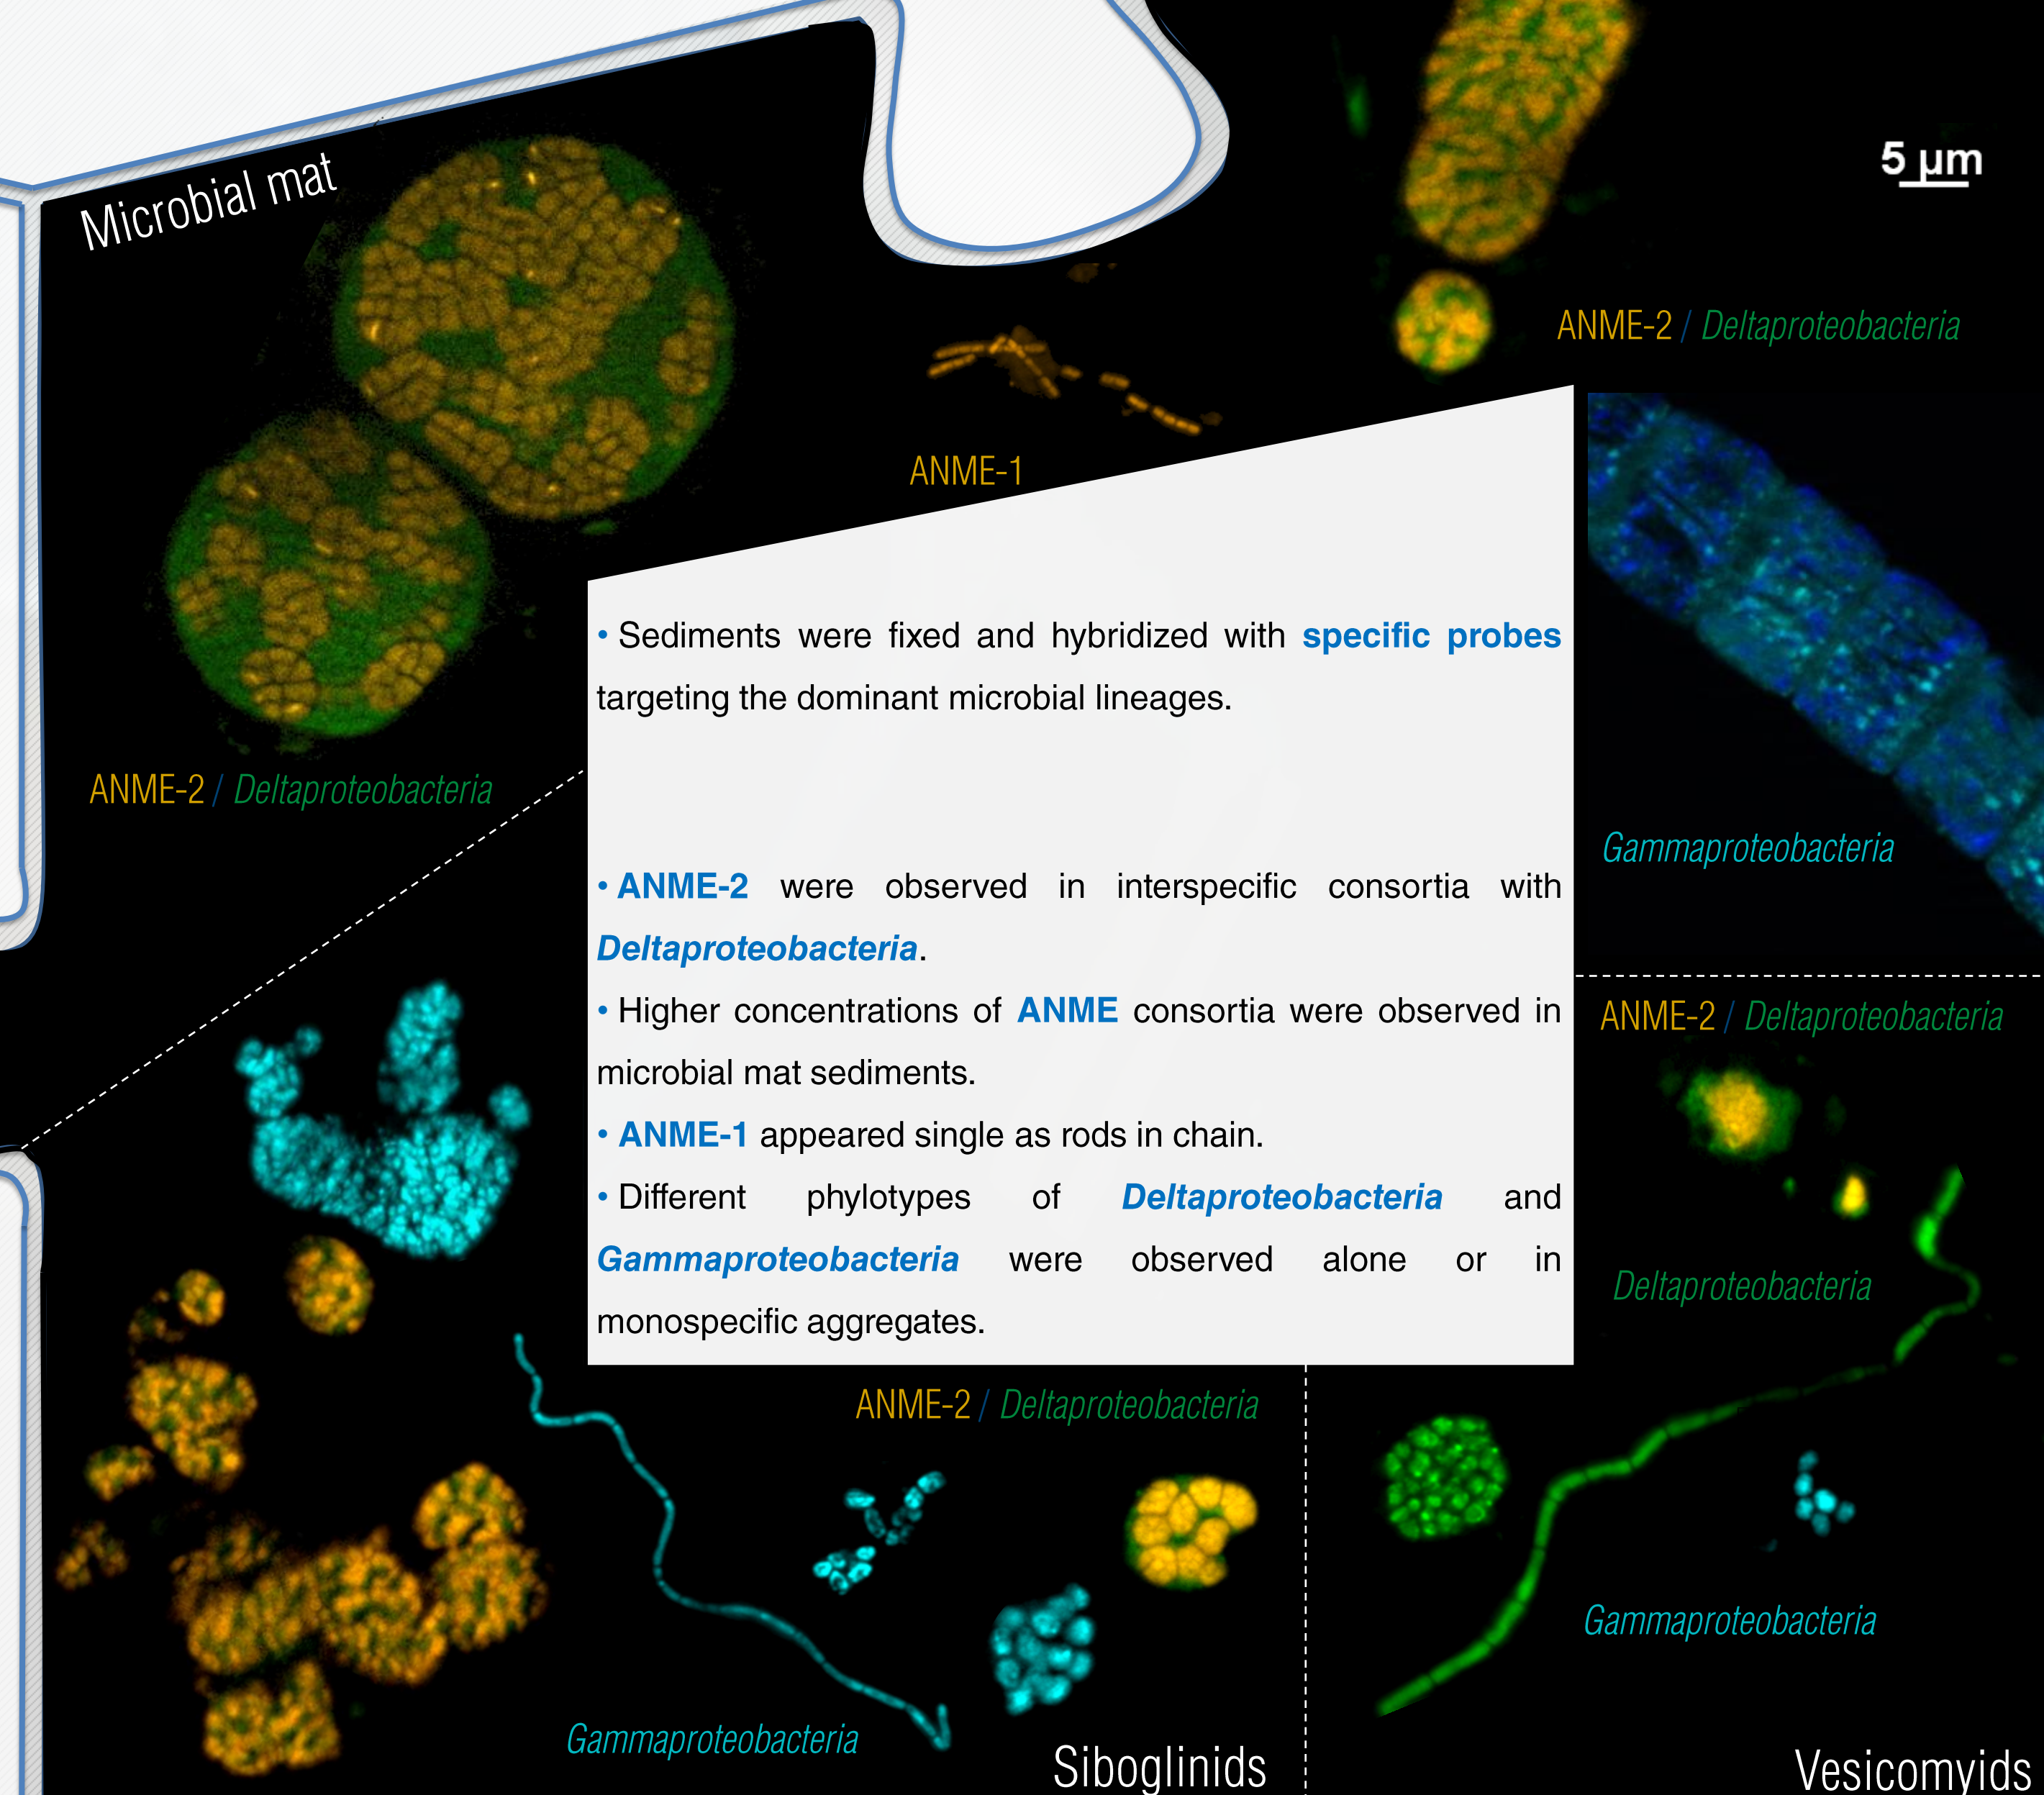 Microbial mat
5 µm
ANME-2 / Deltaproteobacteria
ANME-1
ANME-2 / Deltaproteobacteria
Gammaproteobacteria
• Sediments were fixed and hybridized with specific probes
targeting the dominant microbial lineages.
• ANME-2 were observed in interspecific consortia with
Deltaproteobacteria.
• Higher concentrations of ANME consortia were observed in
microbial mat sediments.
• ANME-1 appeared single as rods in chain.
• Different phylotypes of Deltaproteobacteria and
Gammaproteobacteria were observed alone or in
monospecific aggregates.
ANME-2 / Deltaproteobacteria
Deltaproteobacteria
Gammaproteobacteria
Vesicomyids
ANME-2 / Deltaproteobacteria
Gammaproteobacteria
Siboglinids